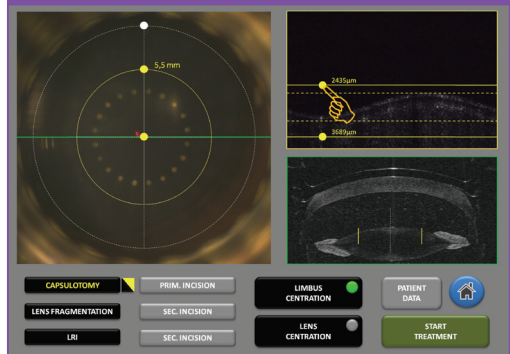 5,5 mm
2435µm
3689µm
CAPSULOTOMY
PRIM. INCISION
LIMBUS
CENTRATION
PATIENT
DATA
LENS FRAGMENTATION
SEC. INCISION
LRI
SEC. INCISION
LENS
CENTRATION
START
TREATMENT